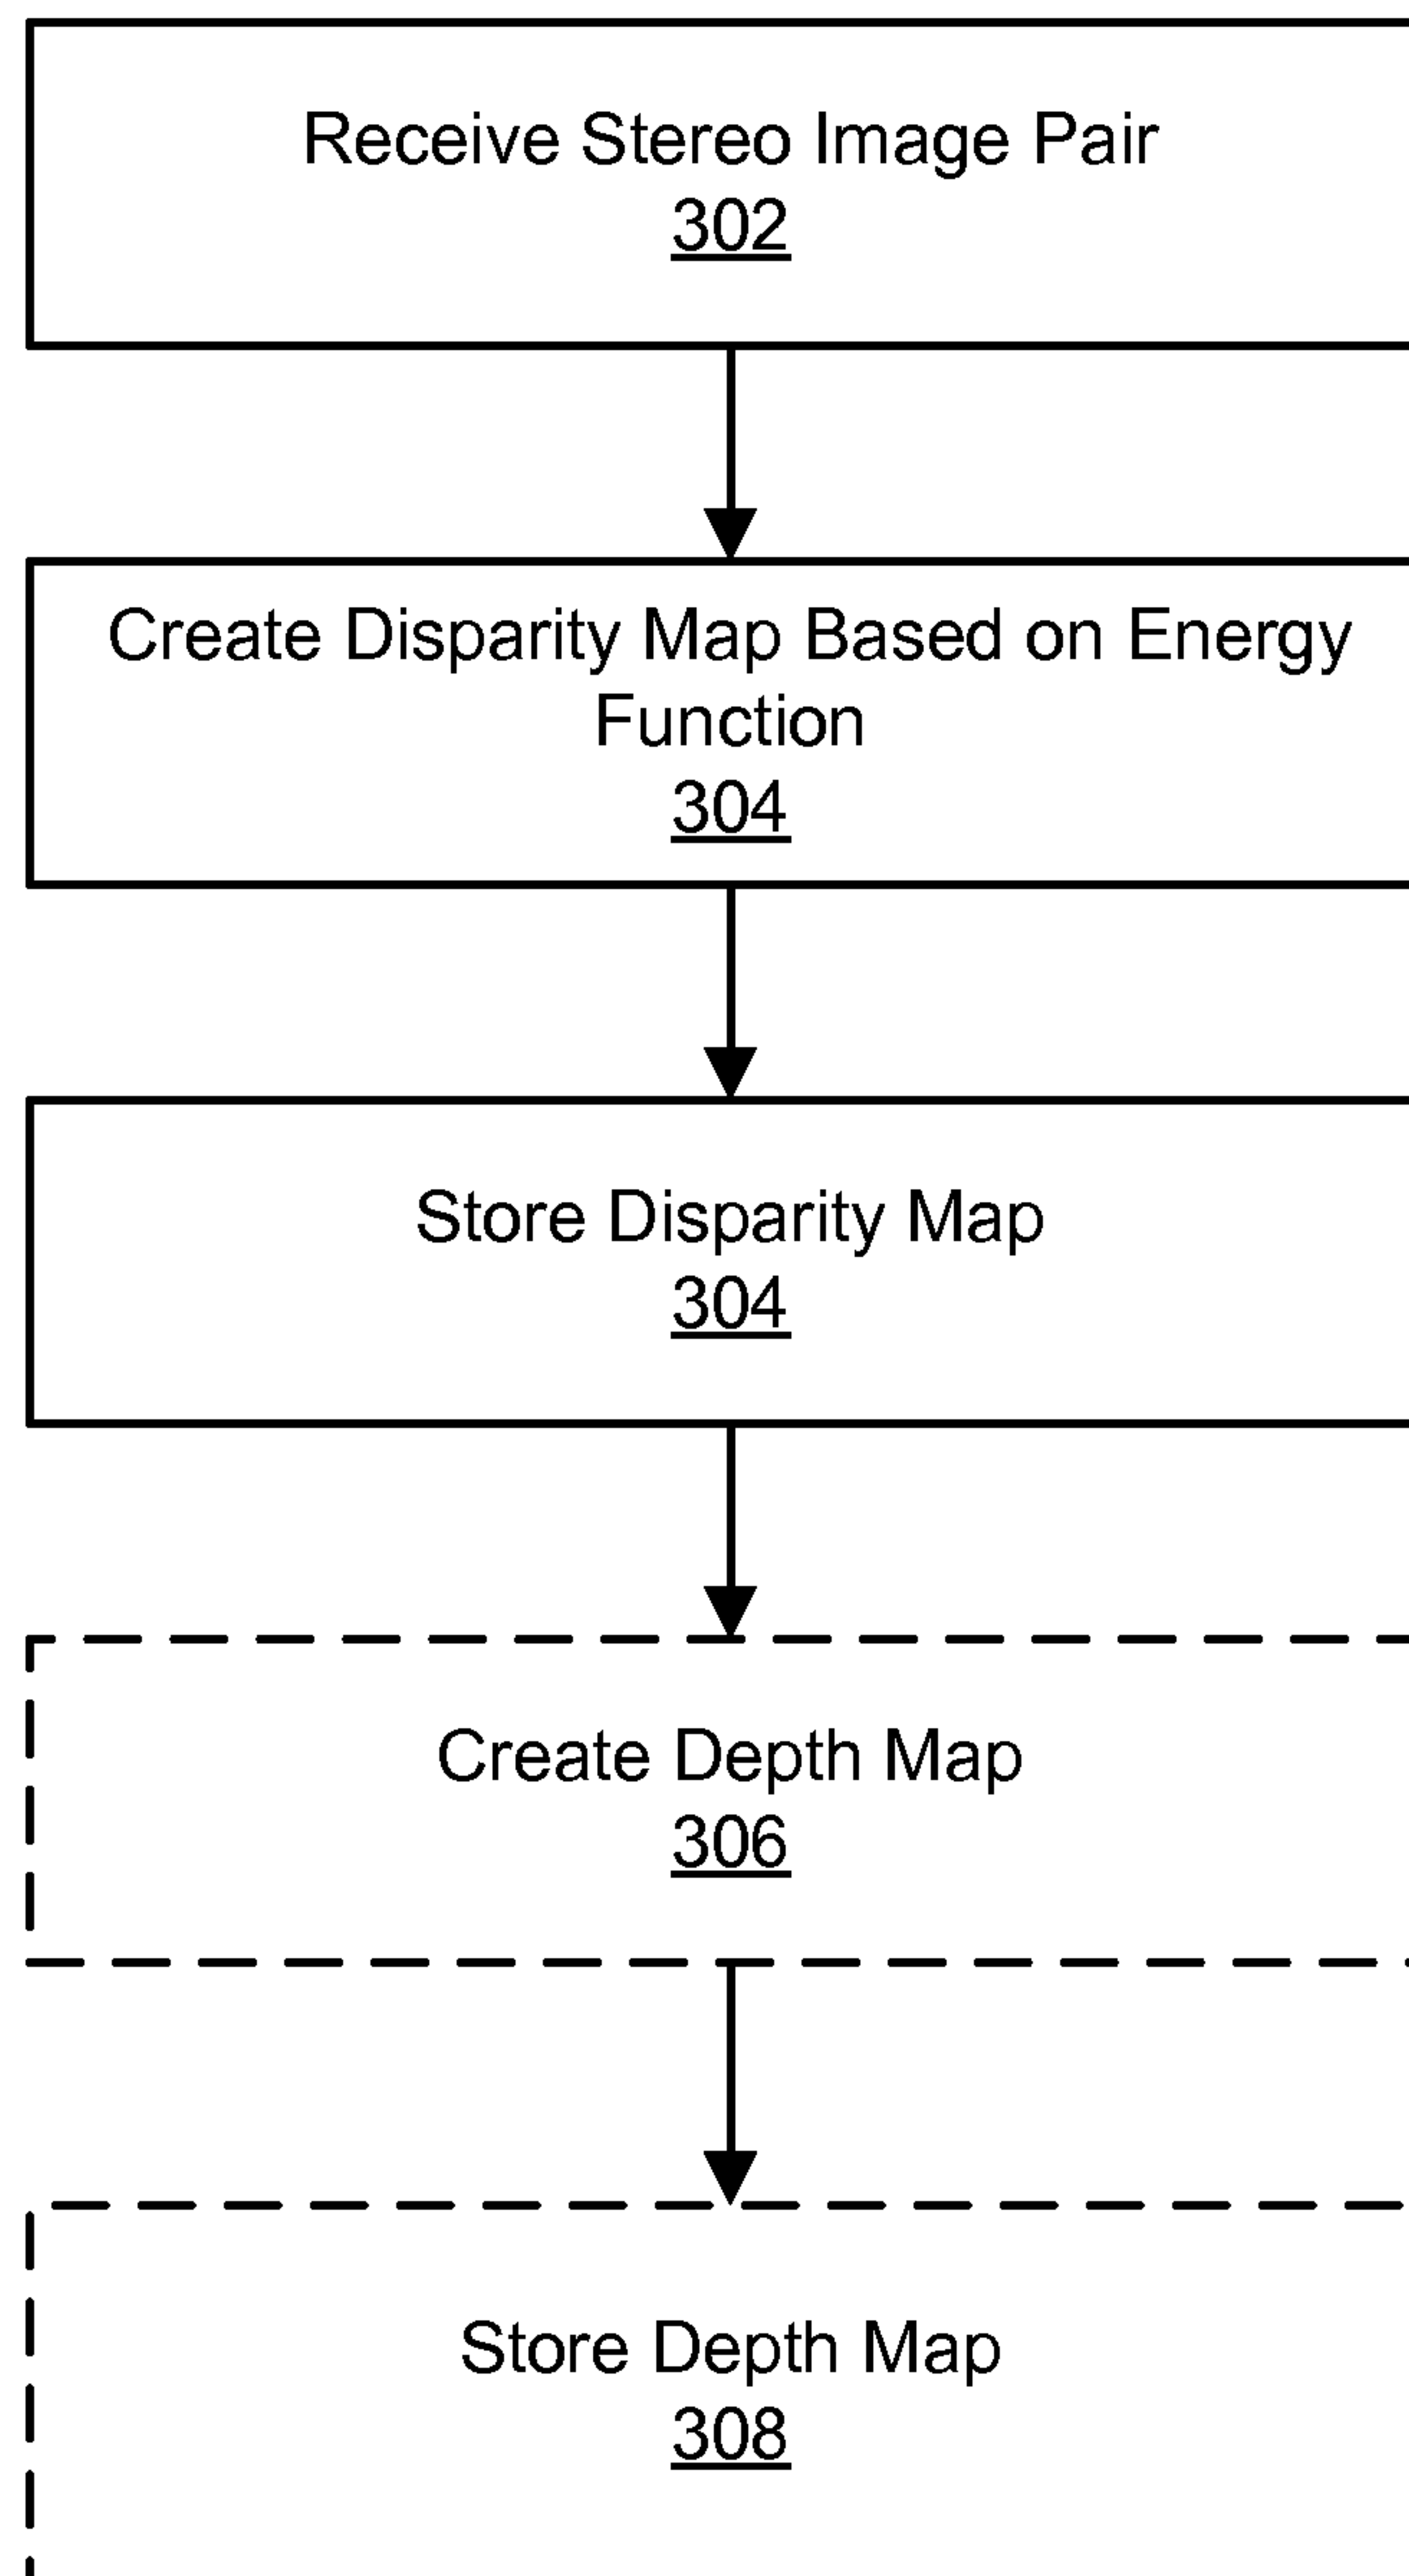 Receive Stereo Image Pair
302
Create Disparity Map Based on Energy
Function
304
Store Disparity Map
304
Create Depth Map
306
Store Depth Map
308